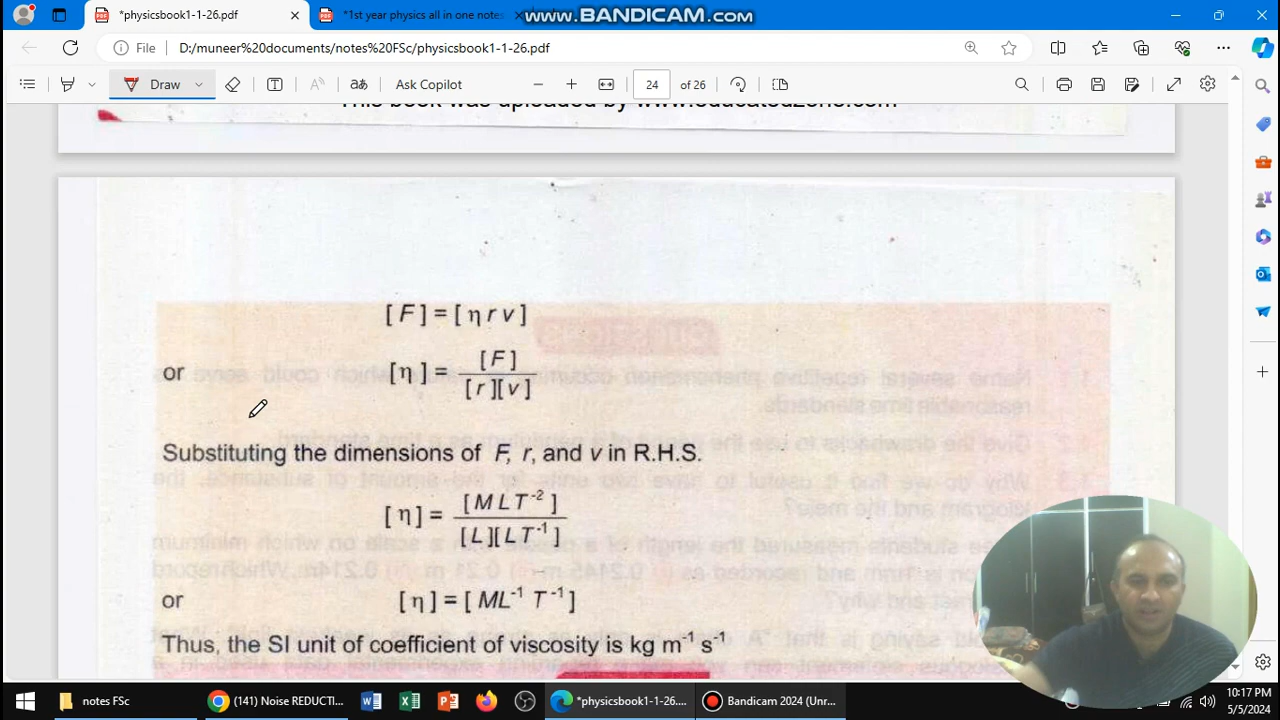 *physicsbook1-1-26.pdf
*1st year physics all in one notes
www.BANDICAM.com
File
D:/muneer%20documents/notes%20FSc/physicsbook1-1-26.pdf
Draw
Ask Copilot
24
of 26
This book was uploaded by www.educatedzone.com
[ F ] = [ η r v ]
or [ η ] = [ F ] / [ r ][ v ]
Substituting the dimensions of F, r, and v in R.H.S.
[ η ] = [ M L T⁻² ] / [ L ][ L T⁻¹ ]
or [ η ] = [ ML⁻¹ T⁻¹ ]
Thus, the SI unit of coefficient of viscosity is kg m⁻¹ s⁻¹
notes FSc
(141) Noise REDUCTI...
*physicsbook1-1-26....
Bandicam 2024 (Unr...
10:17 PM
5/5/2024